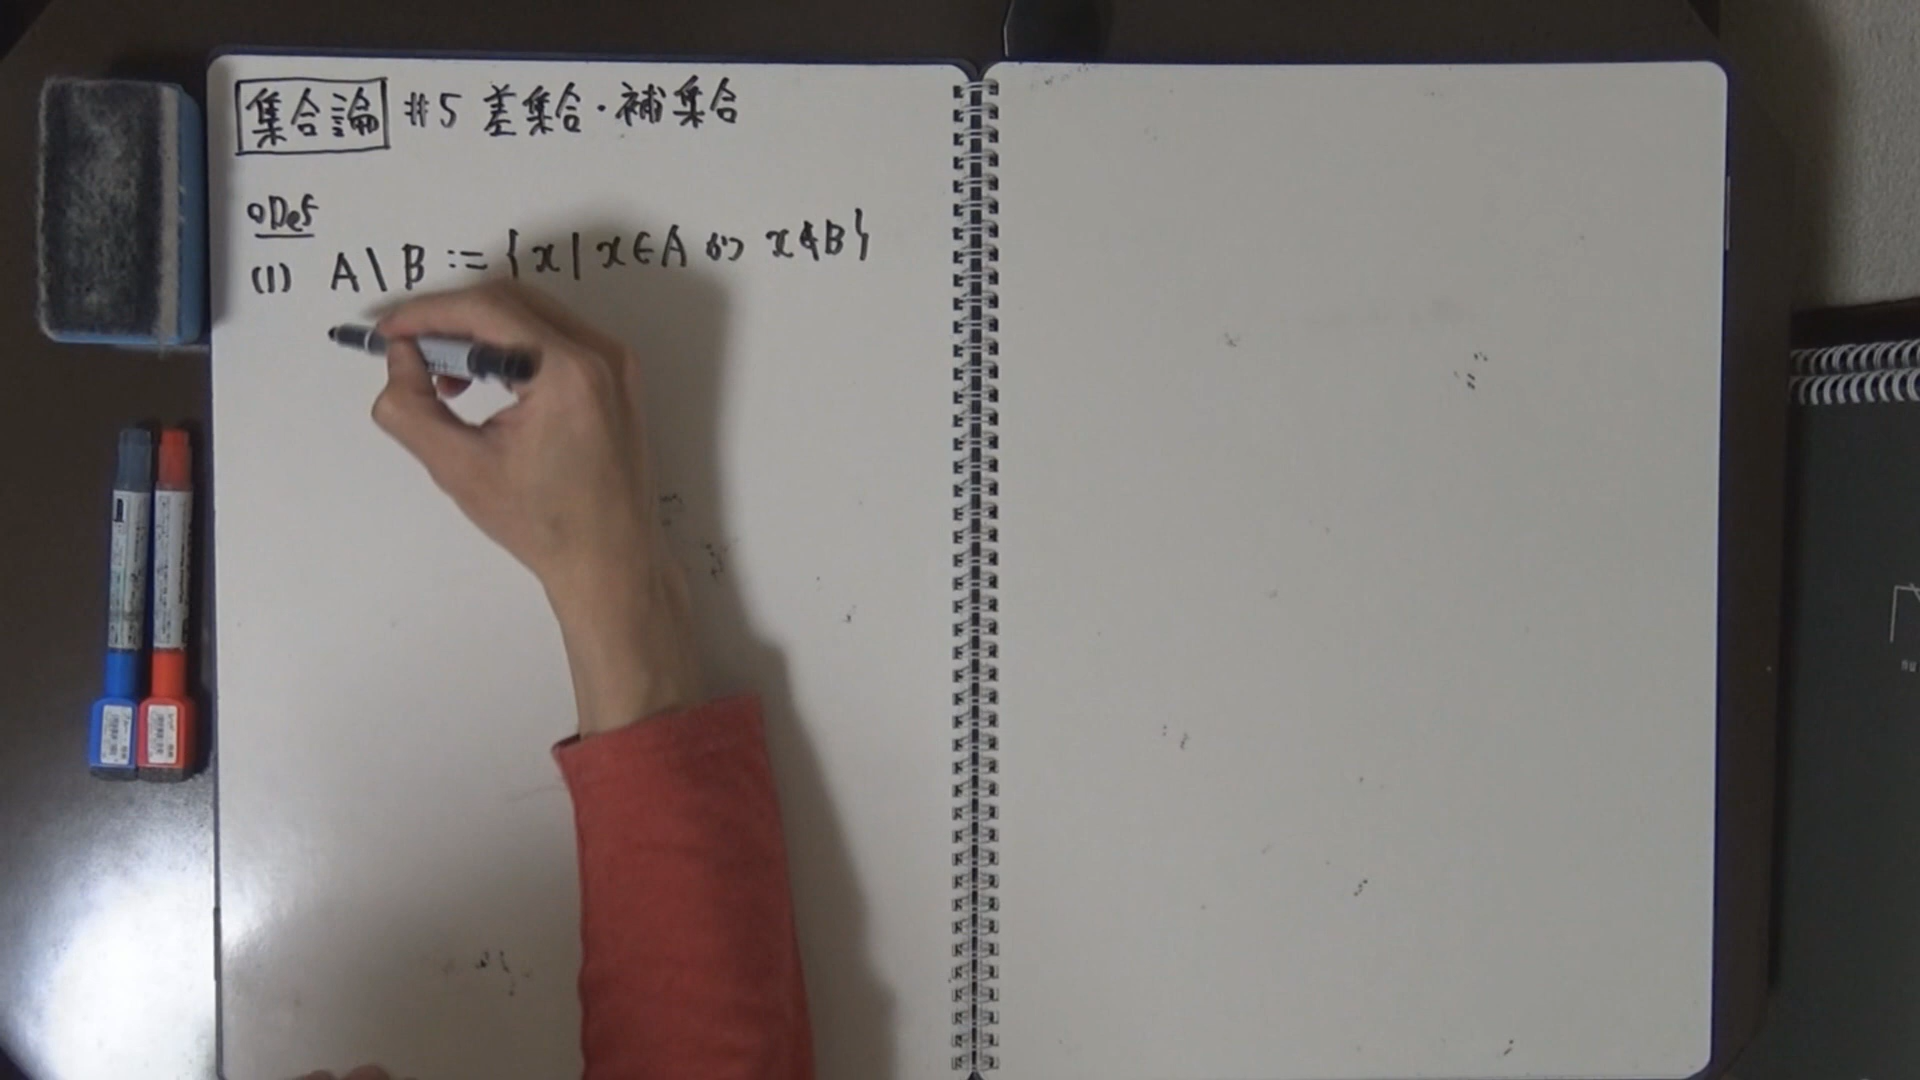 集合論 #5 差集合・補集合
○Def
(1) A \ B := {x | x∈A かつ x∉B}